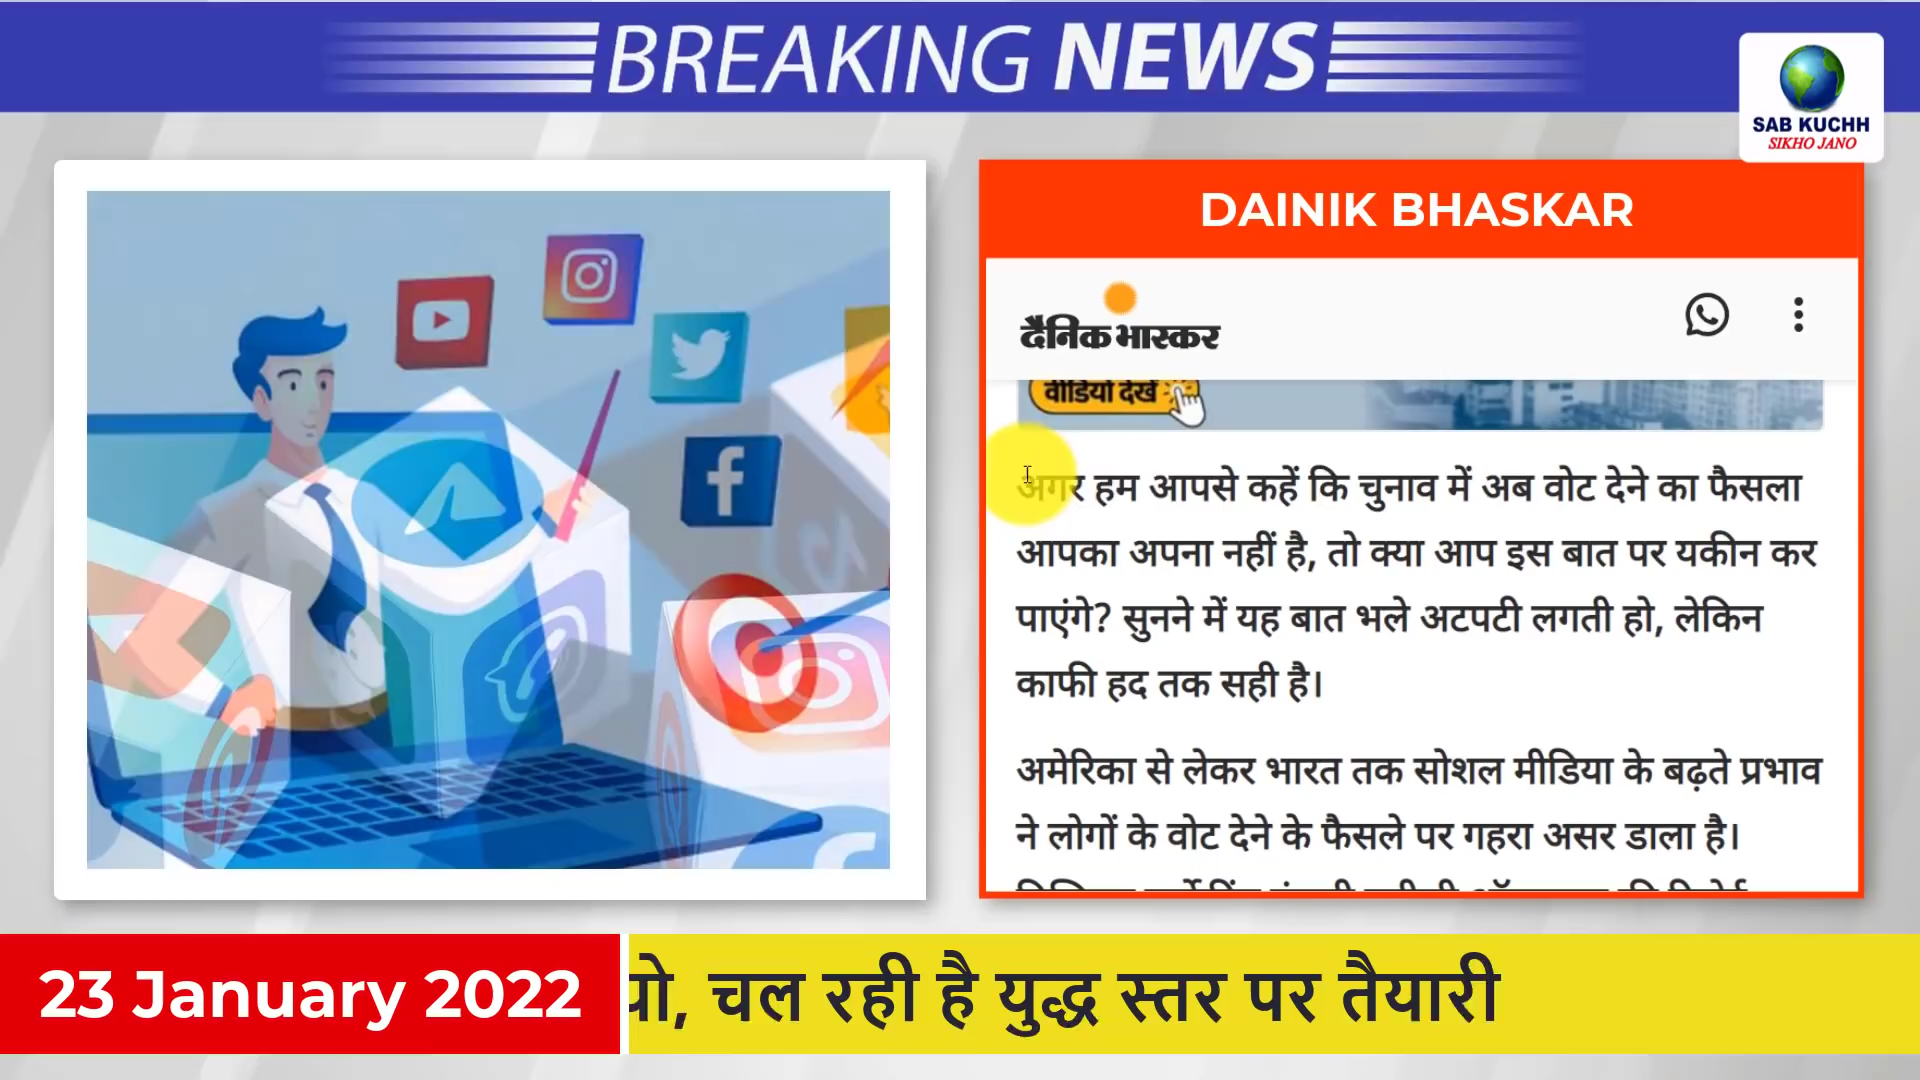 BREAKING NEWS
SAB KUCHH
SIKHO JANO
DAINIK BHASKAR
दैनिक भास्कर
वीडियो देखें
अगर हम आपसे कहें कि चुनाव में अब वोट देने का फैसला
आपका अपना नहीं है, तो क्या आप इस बात पर यकीन कर
पाएंगे? सुनने में यह बात भले अटपटी लगती हो, लेकिन
काफी हद तक सही है।
अमेरिका से लेकर भारत तक सोशल मीडिया के बढ़ते प्रभाव
ने लोगों के वोट देने के फैसले पर गहरा असर डाला है।
23 January 2022
चल रही है युद्ध स्तर पर तैयारी